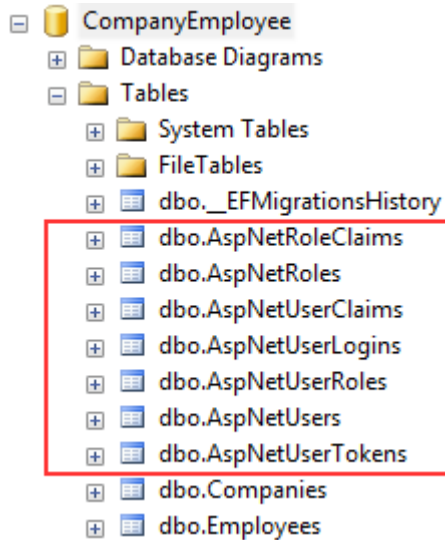 CompanyEmployee
Database Diagrams
Tables
System Tables
FileTables
dbo.__EFMigrationsHistory
dbo.AspNetRoleClaims
dbo.AspNetRoles
dbo.AspNetUserClaims
dbo.AspNetUserLogins
dbo.AspNetUserRoles
dbo.AspNetUsers
dbo.AspNetUserTokens
dbo.Companies
dbo.Employees